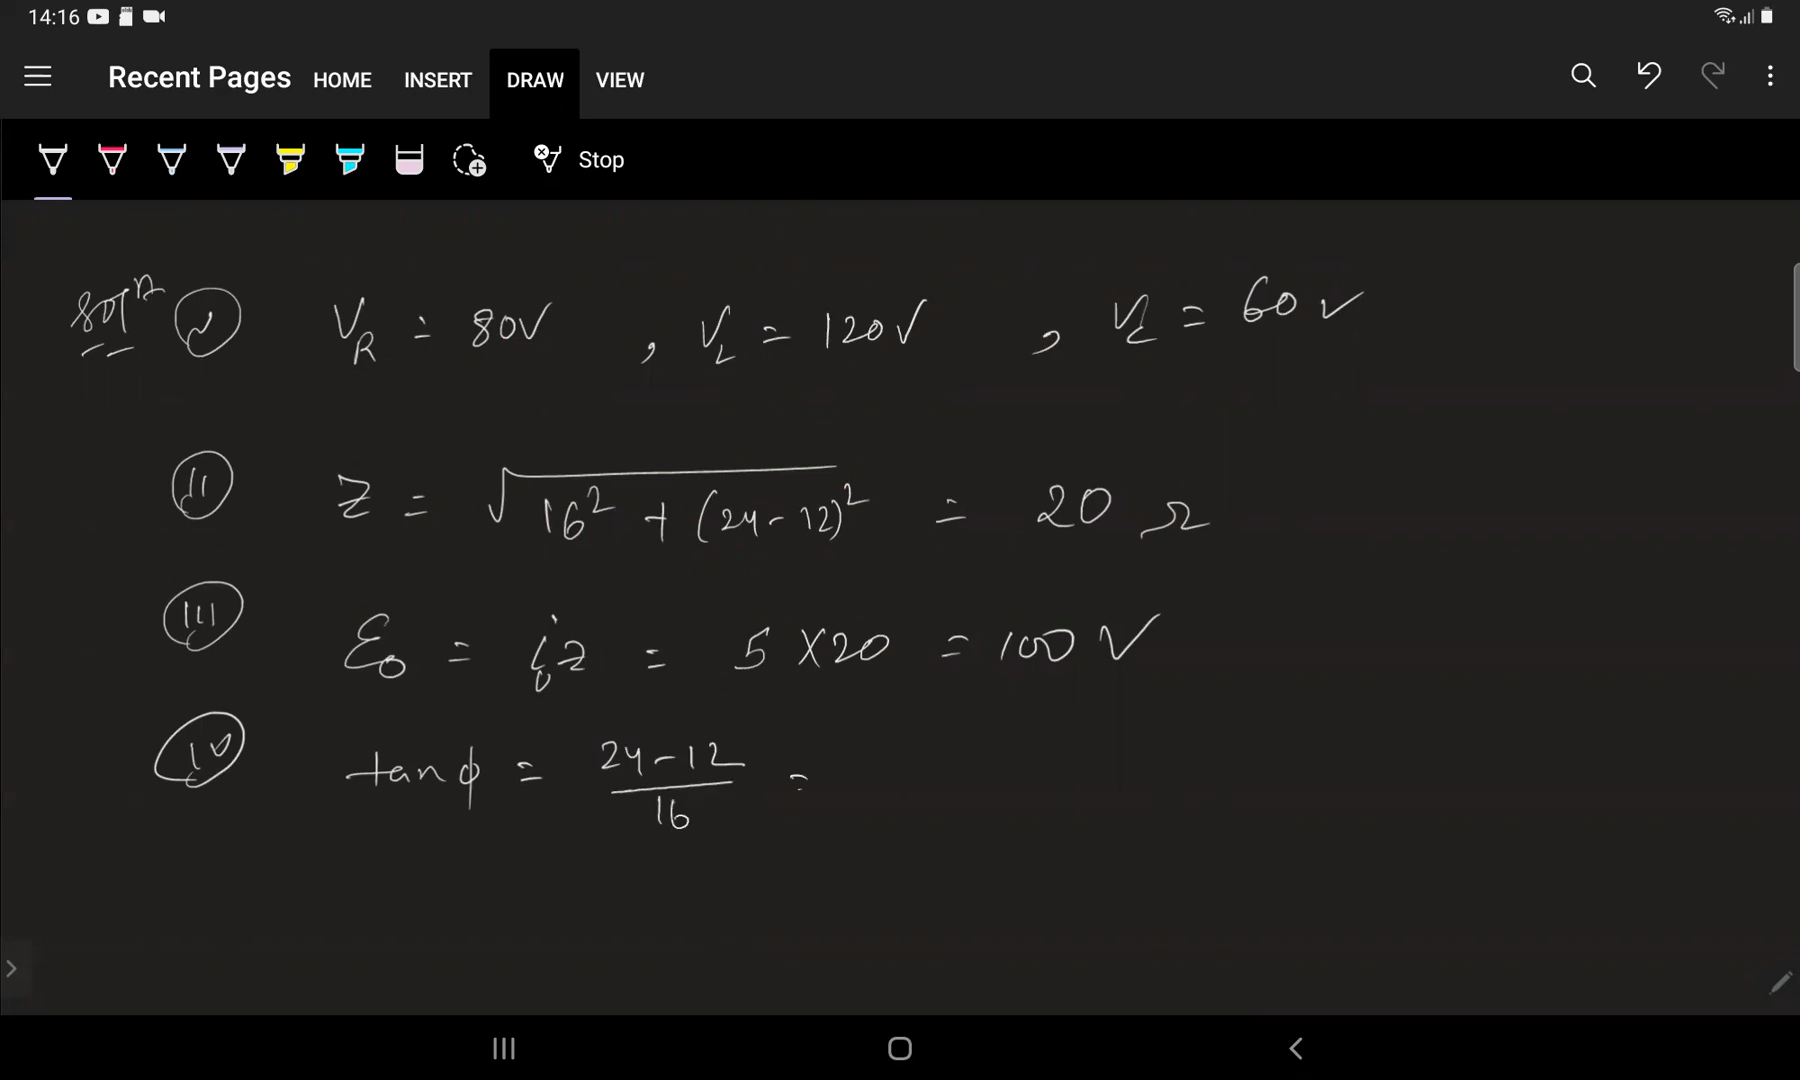 14:16
Recent Pages HOME INSERT DRAW VIEW
Stop
Solⁿ (i) V_R = 80V , V_L = 120V , V_C = 60V
(ii) Z = √(16² + (24-12)²) = 20 Ω
(iii) ℰ₀ = i₀z = 5 × 20 = 100 V
(iv) tan φ = (24-12)/16 =